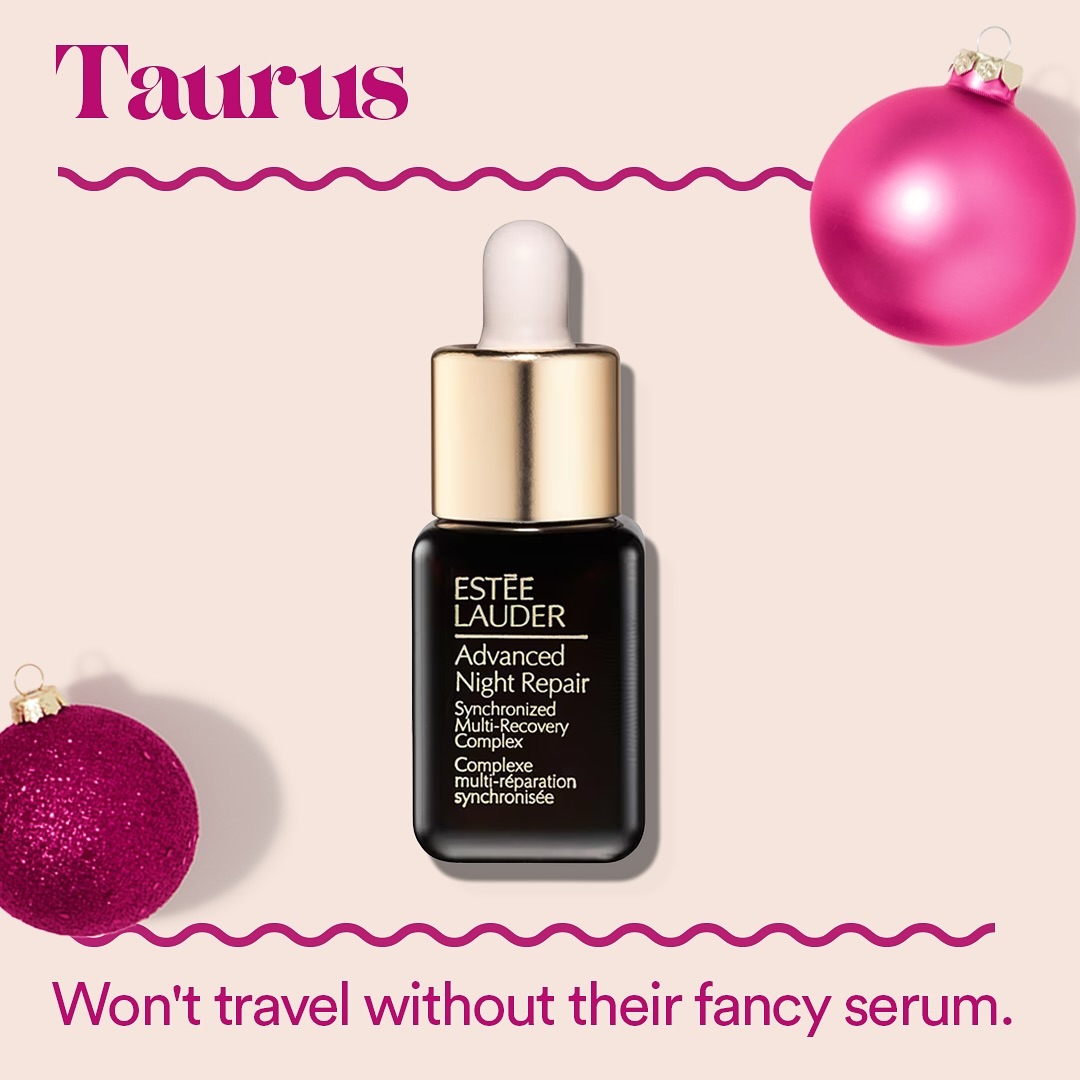 Taurus
ESTĒE
LAUDER
Advanced
Night Repair
Synchronized
Multi-Recovery
Complex
Complexe
multi-réparation
synchronisée
Won't travel without their fancy serum.